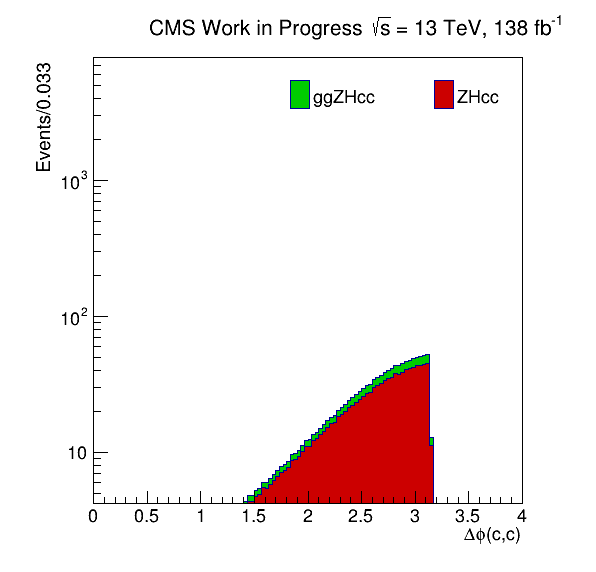 CMS Work in Progress √s = 13 TeV, 138 fb⁻¹
Events/0.033
ggZHcc ZHcc
10³
10²
10
0 0.5 1 1.5 2 2.5 3 3.5 4
Δϕ(c,c)